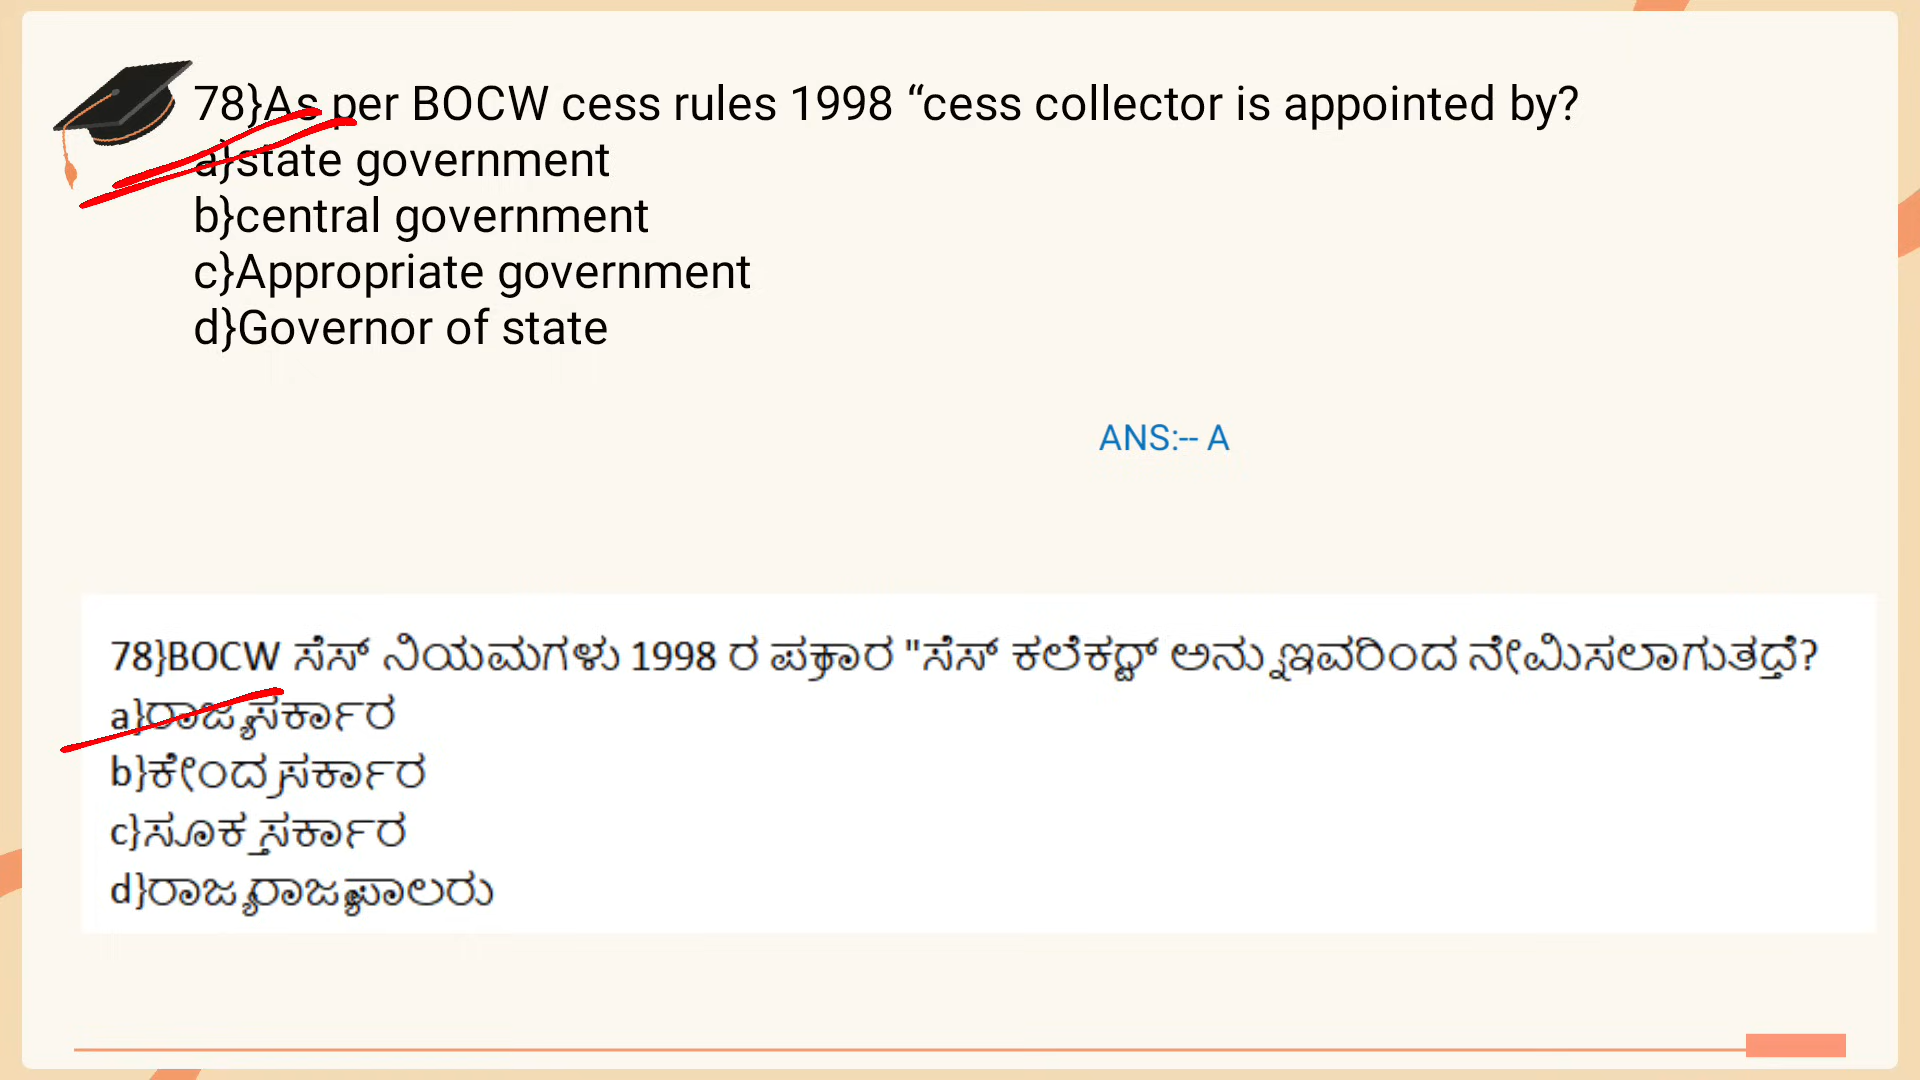 78}As per BOCW cess rules 1998 “cess collector is appointed by?
a}state government
b}central government
c}Appropriate government
d}Governor of state
ANS:-- A
78}BOCW ಸೆಸ್ ನಿಯಮಗಳು 1998 ರ ಪ್ರಕಾರ "ಸೆಸ್ ಕಲೆಕ್ಟರ್ ಅನ್ನು ಇವರಿಂದ ನೇಮಿಸಲಾಗುತ್ತದೆ?
a}ರಾಜ್ಯ ಸರ್ಕಾರ
b}ಕೇಂದ್ರ ಸರ್ಕಾರ
c}ಸೂಕ್ತ ಸರ್ಕಾರ
d}ರಾಜ್ಯ ರಾಜ್ಯಪಾಲರು